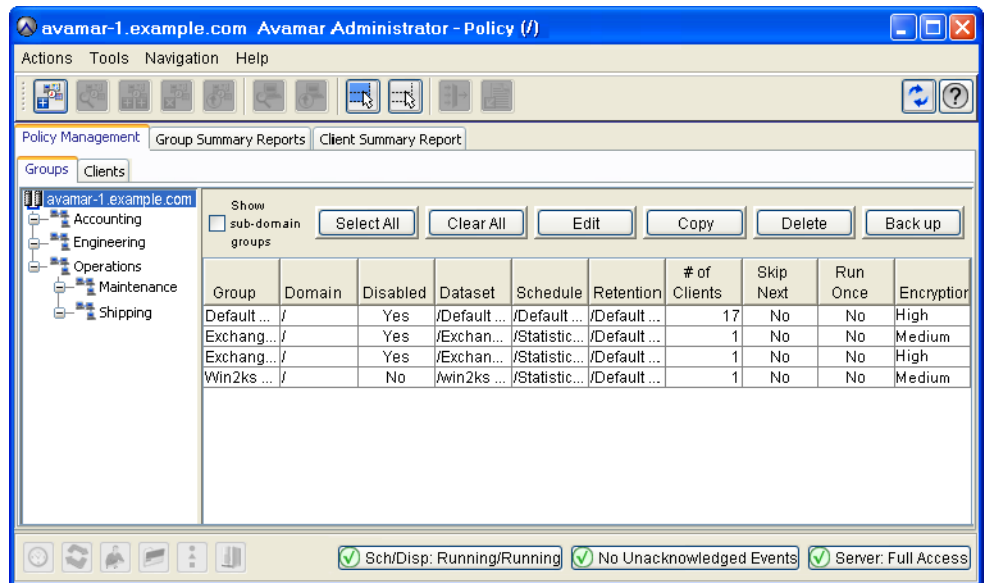 avamar-1.example.com Avamar Administrator - Policy (/)
Actions Tools Navigation Help
Policy Management Group Summary Reports Client Summary Report
Groups Clients
avamar-1.example.com
Accounting
Engineering
Operations
Maintenance
Shipping
Show
sub-domain
groups
Select All Clear All Edit Copy Delete Back up
Group Domain Disabled Dataset Schedule Retention # of Clients Skip Next Run Once Encryption
Default ... / Yes /Default ... /Default ... /Default ... 17 No No High
Exchang... / Yes /Exchan... /Statistic... /Default ... 1 No No Medium
Exchang... / Yes /Exchan... /Statistic... /Default ... 1 No No High
Win2ks ... / No /win2ks ... /Statistic... /Default ... 1 No No Medium
Sch/Disp: Running/Running No Unacknowledged Events Server: Full Access